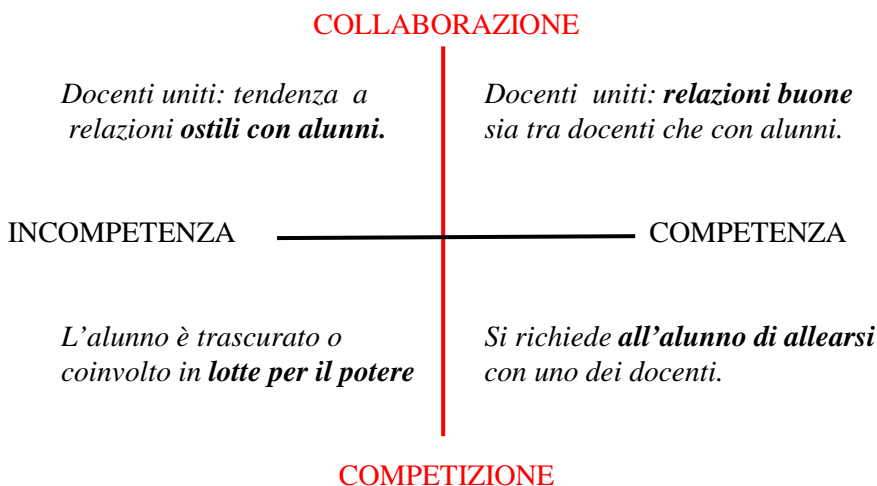 COLLABORAZIONE
Docenti uniti: tendenza a
relazioni ostili con alunni.
Docenti uniti: relazioni buone
sia tra docenti che con alunni.
INCOMPETENZA
COMPETENZA
L'alunno è trascurato o
coinvolto in lotte per il potere
Si richiede all'alunno di allearsi
con uno dei docenti.
COMPETIZIONE